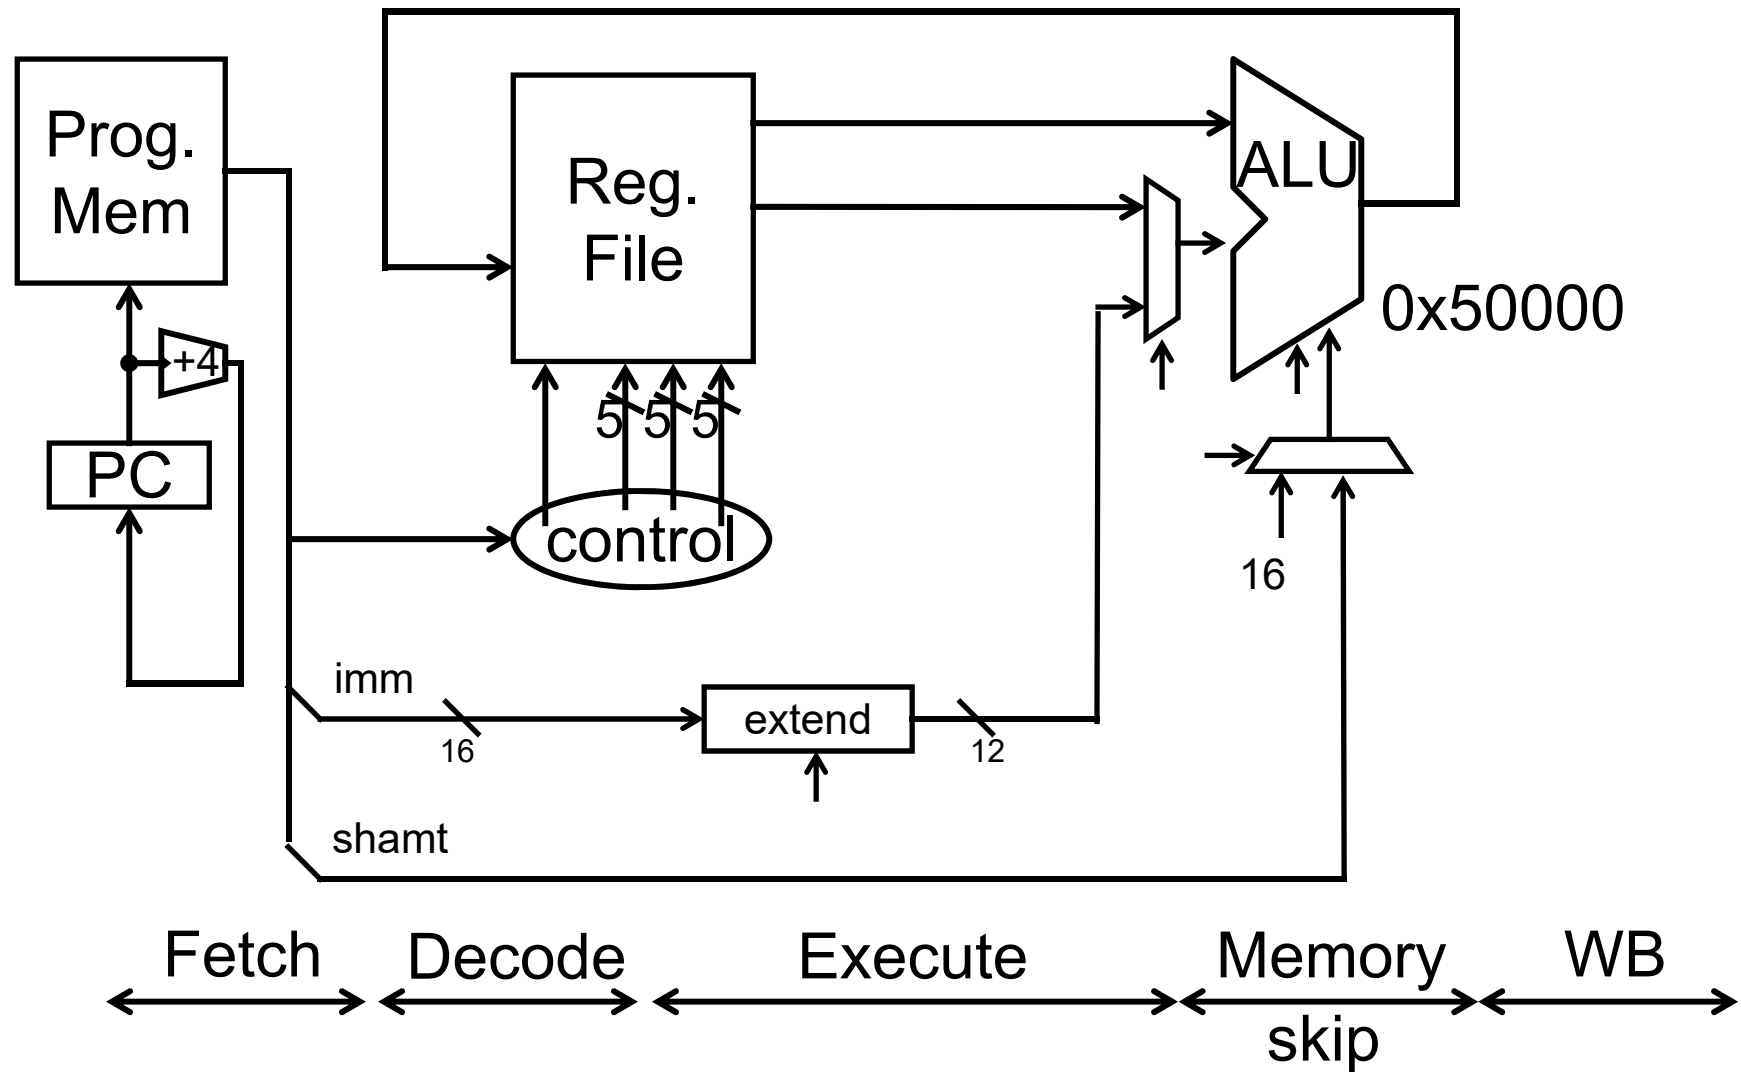 Prog.
Mem
Reg.
File
ALU
0x50000
+4
PC
5 5 5
control
16
imm
16
extend
12
shamt
Fetch Decode Execute Memory WB
skip